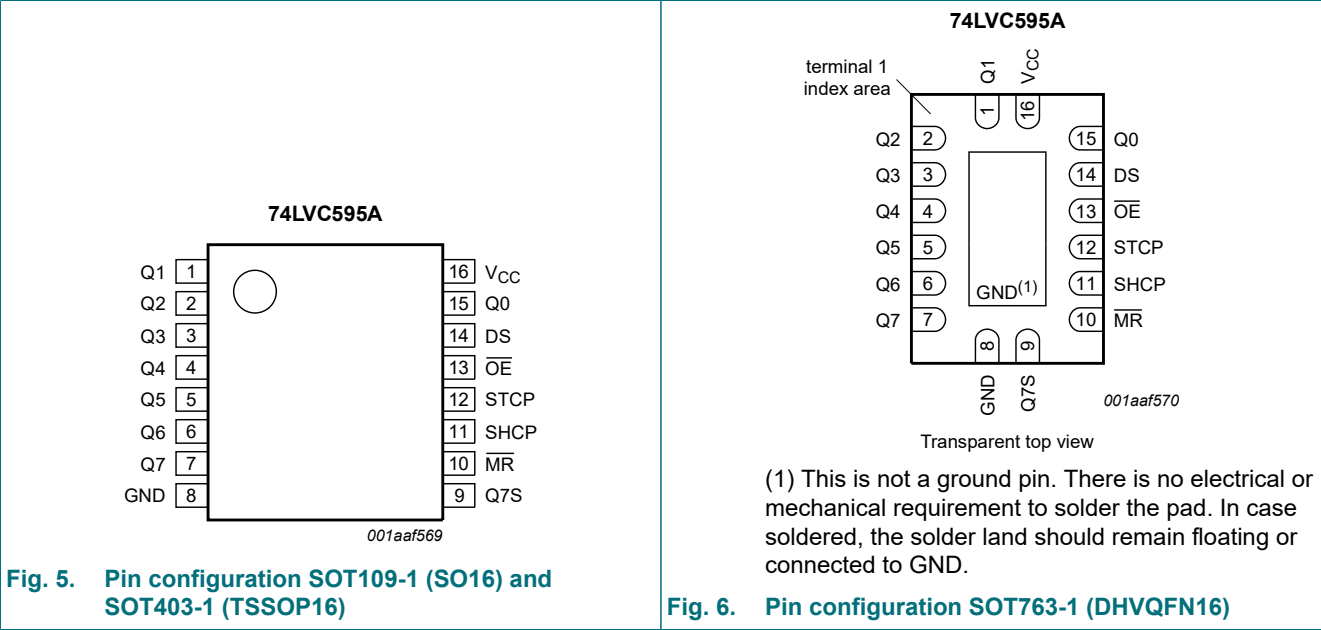 74LVC595A
Q1 1
Q2 2
Q3 3
Q4 4
Q5 5
Q6 6
Q7 7
GND 8
16 VCC
15 Q0
14 DS
13 OE
12 STCP
11 SHCP
10 MR
9 Q7S
001aaf569
Fig. 5. Pin configuration SOT109-1 (SO16) and
SOT403-1 (TSSOP16)
74LVC595A
terminal 1
index area
Q1
VCC
1
16
Q2 2
Q3 3
Q4 4
Q5 5
Q6 6
Q7 7
15 Q0
14 DS
13 OE
12 STCP
11 SHCP
10 MR
GND(1)
8
9
GND
Q7S
001aaf570
Transparent top view
(1) This is not a ground pin. There is no electrical or
mechanical requirement to solder the pad. In case
soldered, the solder land should remain floating or
connected to GND.
Fig. 6. Pin configuration SOT763-1 (DHVQFN16)